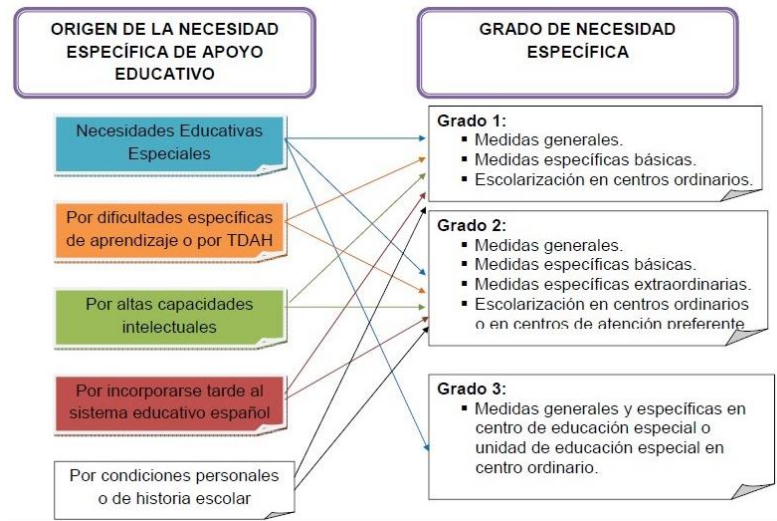 ORIGEN DE LA NECESIDAD
ESPECÍFICA DE APOYO
EDUCATIVO
Necesidades Educativas
Especiales
Por dificultades específicas
de aprendizaje o por TDAH
Por altas capacidades
intelectuales
Por incorporarse tarde al
sistema educativo español
Por condiciones personales
o de historia escolar
GRADO DE NECESIDAD
ESPECÍFICA
Grado 1:
▪ Medidas generales.
▪ Medidas específicas básicas.
▪ Escolarización en centros ordinarios.
Grado 2:
▪ Medidas generales.
▪ Medidas específicas básicas.
▪ Medidas específicas extraordinarias.
▪ Escolarización en centros ordinarios
o en centros de atención preferente
Grado 3:
▪ Medidas generales y específicas en
centro de educación especial o
unidad de educación especial en
centro ordinario.